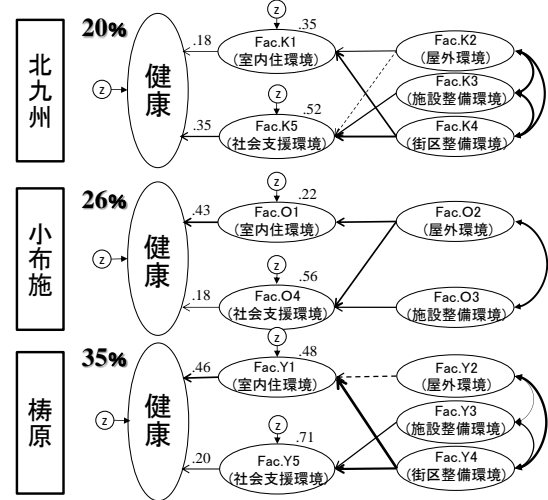 北九州
20%
健康
z
.18
.35
z
.35
Fac.K1
(室内住環境)
z
.52
Fac.K5
(社会支援環境)
Fac.K2
(屋外環境)
Fac.K3
(施設整備環境)
Fac.K4
(街区整備環境)
小布施
26%
健康
z
.43
.18
z
.22
Fac.O1
(室内住環境)
z
.56
Fac.O4
(社会支援環境)
Fac.O2
(屋外環境)
Fac.O3
(施設整備環境)
梼原
35%
健康
z
.46
.20
z
.48
Fac.Y1
(室内住環境)
z
.71
Fac.Y5
(社会支援環境)
Fac.Y2
(屋外環境)
Fac.Y3
(施設整備環境)
Fac.Y4
(街区整備環境)